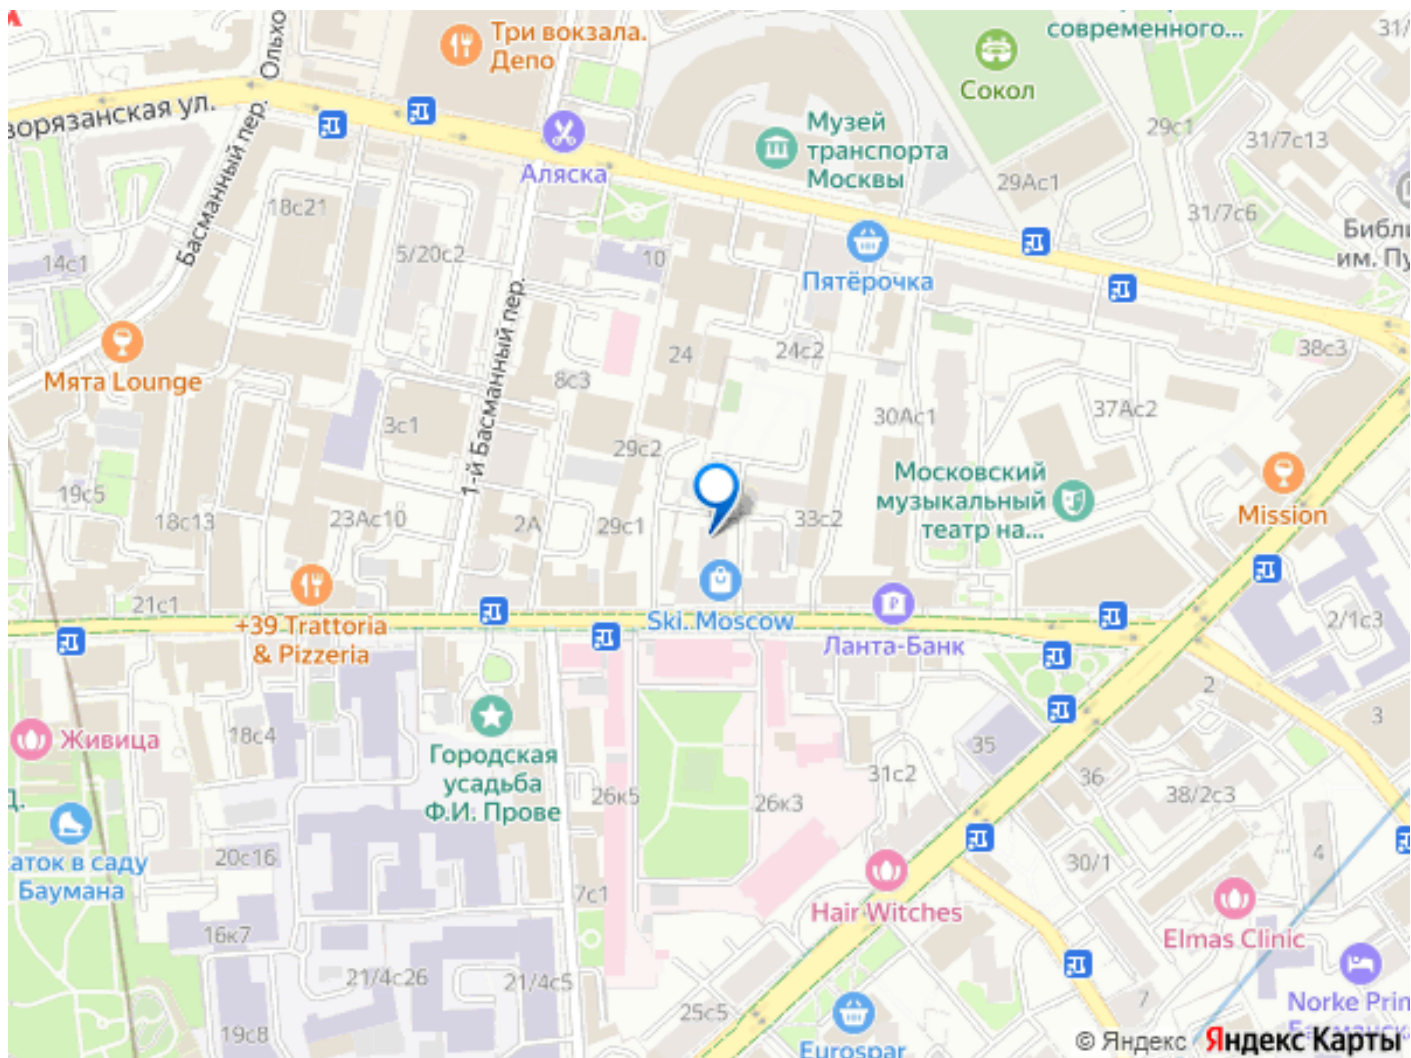 Три вокзала.
Депо
современного...
31/
Сокол
Ольхо
ворязанская ул.
Музей
транспорта
Москвы
29с1
31/7с13
Аляска
29Ас1
Басманный пер.
18с21
31/7с6
Библи
им. Пу
5/20с2
10
14с1
Пятёрочка
1-й Басманный пер.
24
24с2
38с3
Мята Lounge
8с3
30Ас1
37Ас2
3с1
29с2
Московский
музыкальный
театр на...
19с5
18с13
23Ас10
2А
29с1
33с2
Mission
21с1
+39 Trattoria
& Pizzeria
Ski. Moscow
Ланта-Банк
2/1с3
2
3
Живица
18с4
Городская
усадьба
Ф.И. Прове
35
31с2
36
38/2с3
26к5
26к3
д.
аток в саду
Баумана
20с16
30/1
4
7с1
Hair Witches
Elmas Clinic
16к7
21/4с26
21/4с5
7
Norke Prin
19с8
25с5
Eurospar
© Яндекс Яндекс Карты